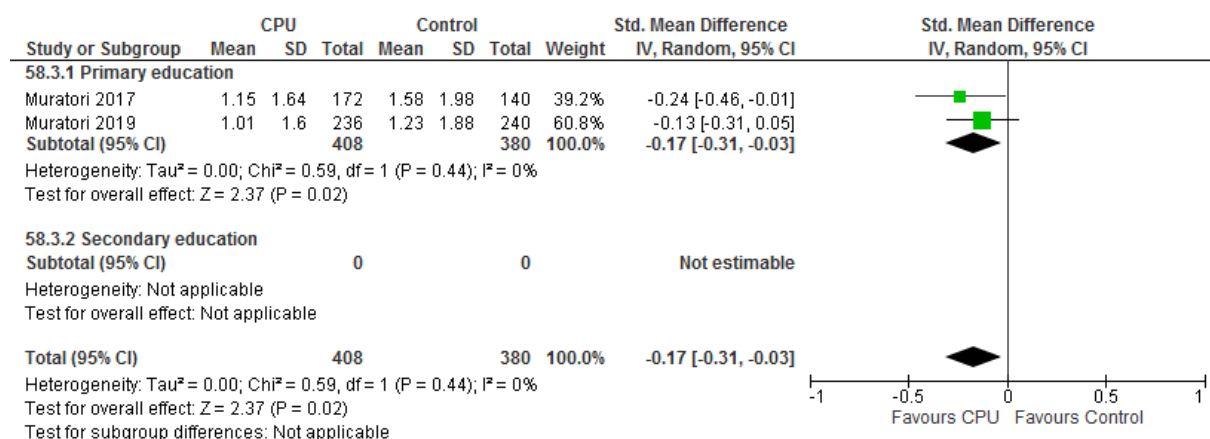 CPU Control Std. Mean Difference Std. Mean Difference
Study or Subgroup Mean SD Total Mean SD Total Weight IV, Random, 95% CI IV, Random, 95% CI
58.3.1 Primary education
Muratori 2017 1.15 1.64 172 1.58 1.98 140 39.2% -0.24 [-0.46, -0.01]
Muratori 2019 1.01 1.6 236 1.23 1.88 240 60.8% -0.13 [-0.31, 0.05]
Subtotal (95% CI) 408 380 100.0% -0.17 [-0.31, -0.03]
Heterogeneity: Tau² = 0.00; Chi² = 0.59, df = 1 (P = 0.44); I² = 0%
Test for overall effect: Z = 2.37 (P = 0.02)
58.3.2 Secondary education
Subtotal (95% CI) 0 0 Not estimable
Heterogeneity: Not applicable
Test for overall effect: Not applicable
Total (95% CI) 408 380 100.0% -0.17 [-0.31, -0.03]
Heterogeneity: Tau² = 0.00; Chi² = 0.59, df = 1 (P = 0.44); I² = 0%
Test for overall effect: Z = 2.37 (P = 0.02)
Test for subgroup differences: Not applicable
-1 -0.5 0 0.5 1
Favours CPU Favours Control